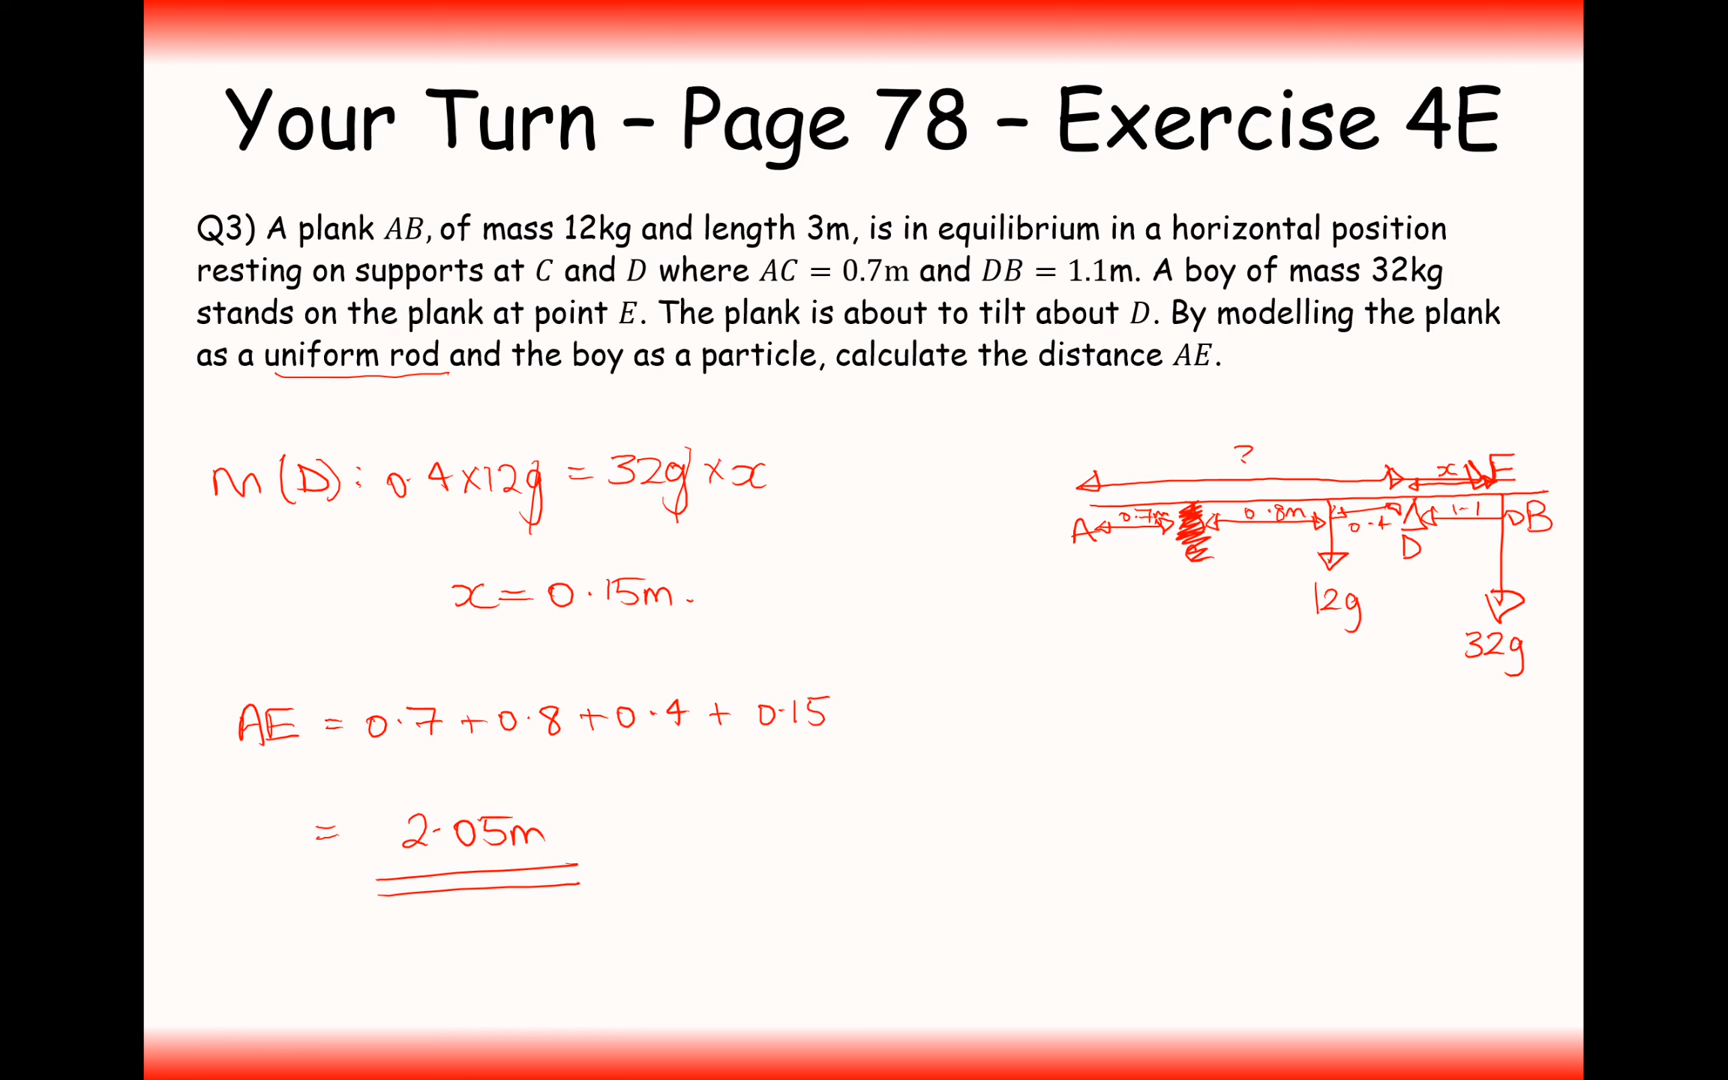 Your Turn – Page 78 – Exercise 4E
Q3) A plank AB, of mass 12kg and length 3m, is in equilibrium in a horizontal position
resting on supports at C and D where AC = 0.7m and DB = 1.1m. A boy of mass 32kg
stands on the plank at point E. The plank is about to tilt about D. By modelling the plank
as a uniform rod and the boy as a particle, calculate the distance AE.
M(D): 0.4×12g = 32g × x
x = 0.15m.
AE = 0.7 + 0.8 + 0.4 + 0.15
= 2.05m
?
x E
A 0.7m 0.8m 0.4 1.1 B
C D
12g
32g